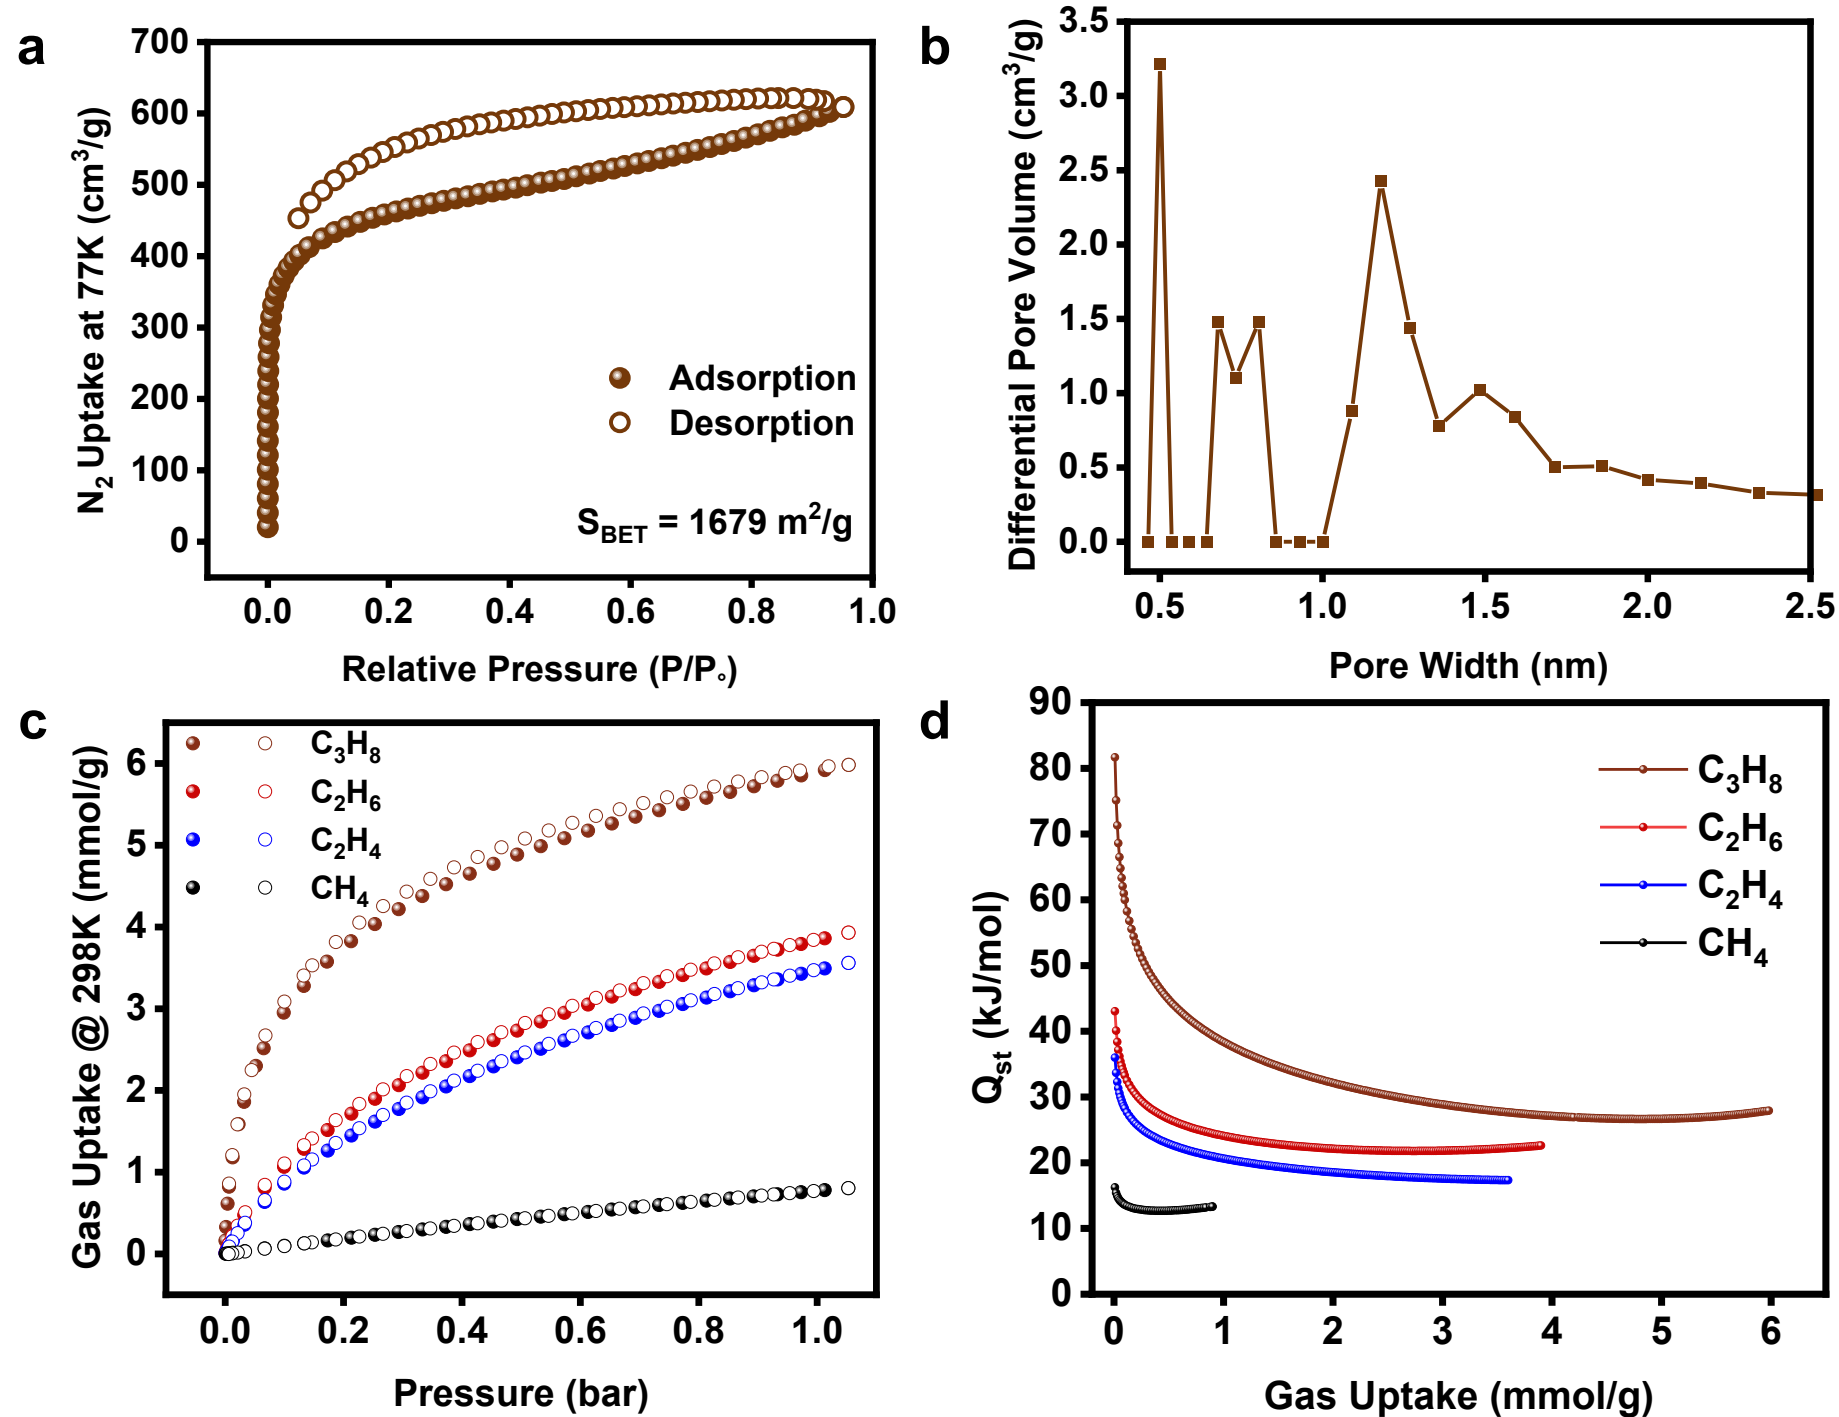 a
700
600
500
400
300
200
100
0
N₂ Uptake at 77K (cm³/g)
Adsorption
Desorption
S_BET = 1679 m²/g
0.0 0.2 0.4 0.6 0.8 1.0
Relative Pressure (P/P₀)
b
3.5
3.0
2.5
2.0
1.5
1.0
0.5
0.0
Differential Pore Volume (cm³/g)
0.5 1.0 1.5 2.0 2.5
Pore Width (nm)
c
6
5
4
3
2
1
0
Gas Uptake @ 298K (mmol/g)
C₃H₈
C₂H₆
C₂H₄
CH₄
0.0 0.2 0.4 0.6 0.8 1.0
Pressure (bar)
d
90
80
70
60
50
40
30
20
10
0
Qst (kJ/mol)
C₃H₈
C₂H₆
C₂H₄
CH₄
0 1 2 3 4 5 6
Gas Uptake (mmol/g)